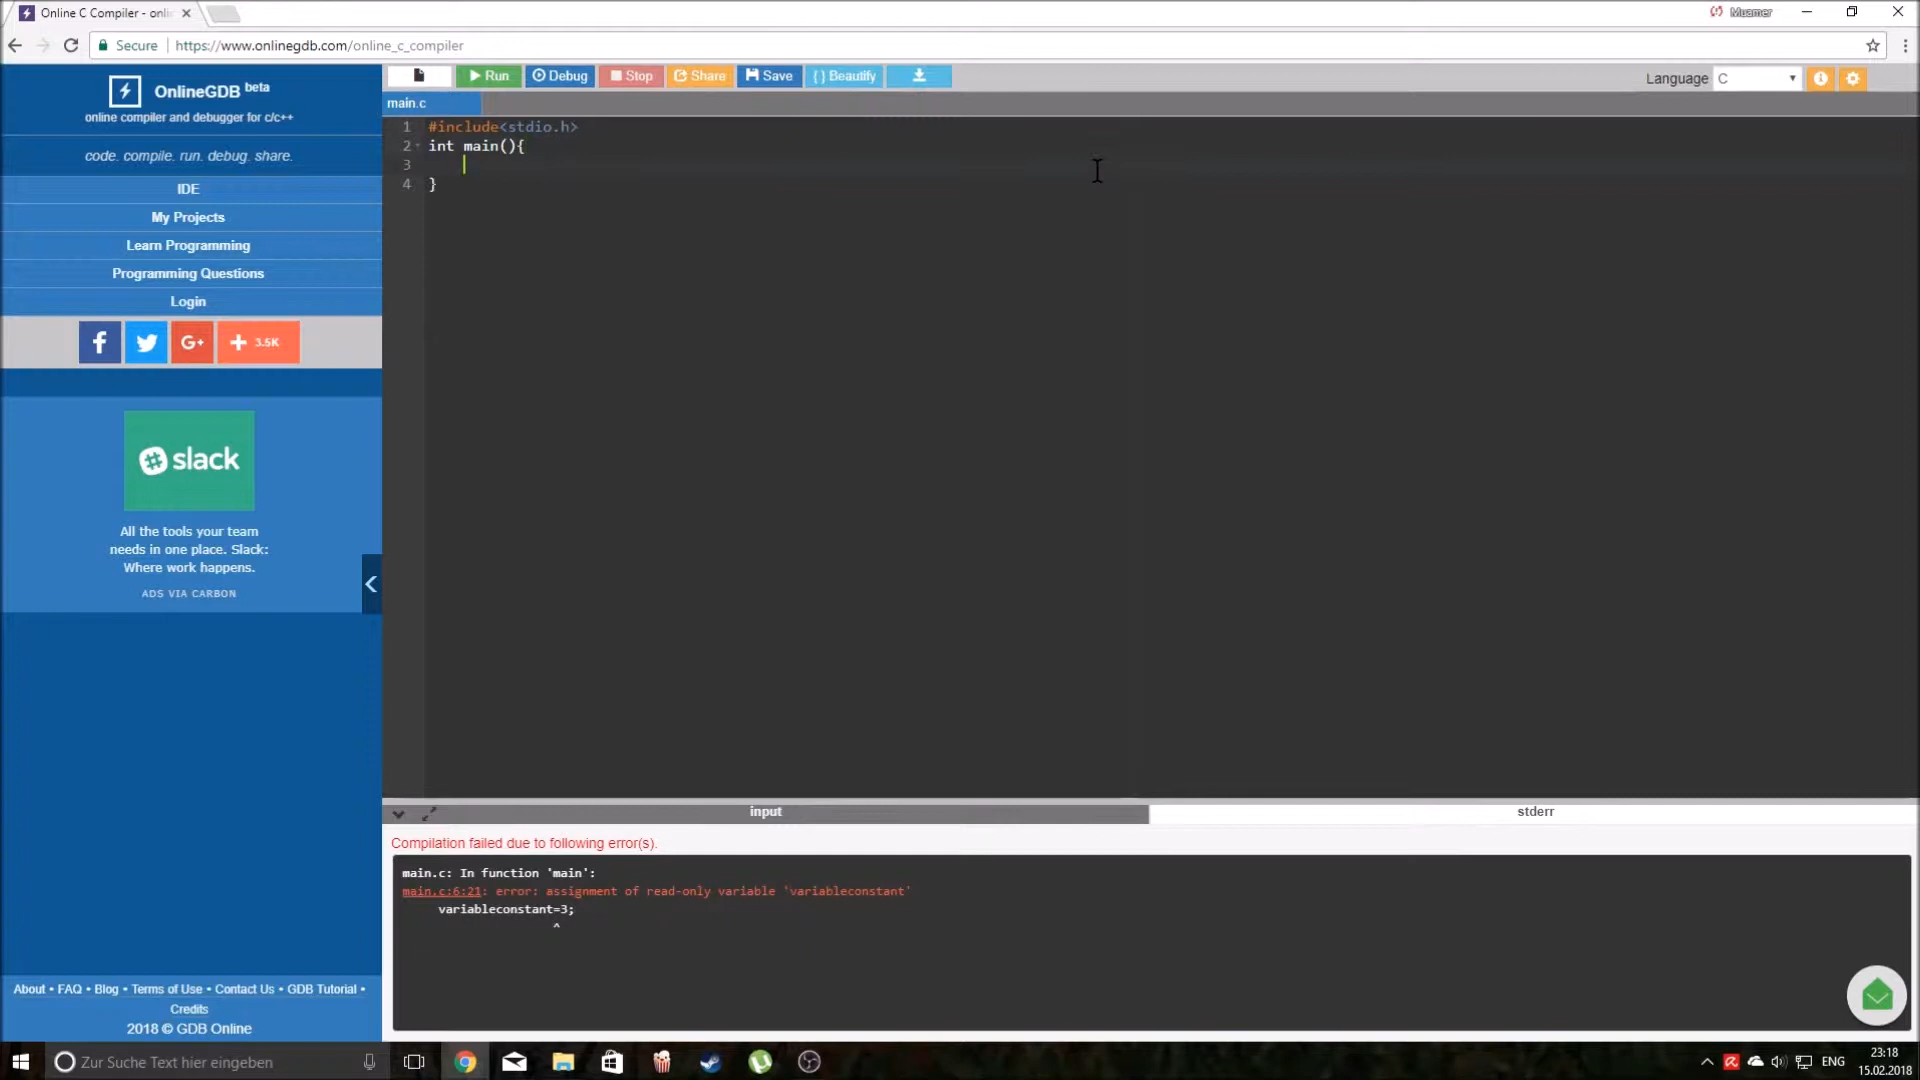 Online C Compiler - onli
Muamer
Secure
https://www.onlinegdb.com/online_c_compiler
OnlineGDB beta
online compiler and debugger for c/c++
code. compile. run. debug. share.
IDE
My Projects
Learn Programming
Programming Questions
Login
f
G+
3.5K
slack
All the tools your team
needs in one place. Slack:
Where work happens.
ADS VIA CARBON
About • FAQ • Blog • Terms of Use • Contact Us • GDB Tutorial •
Credits
2018 © GDB Online
Run
Debug
Stop
Share
Save
{ } Beautify
Language
C
main.c
1 #include<stdio.h>
2 int main(){
3
4 }
input
stderr
Compilation failed due to following error(s).
main.c: In function 'main':
main.c:6:21: error: assignment of read-only variable 'variableconstant'
variableconstant=3;
^
Zur Suche Text hier eingeben
ENG
23:18
15.02.2018